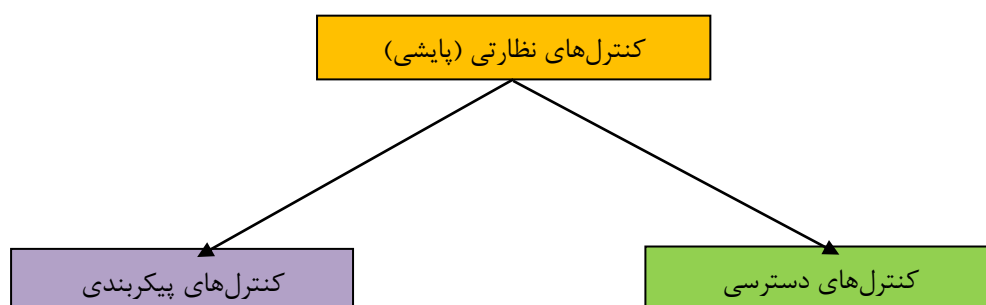 کنترل‌های نظارتی (پایشی)
کنترل‌های دسترسی
کنترل‌های پیکربندی